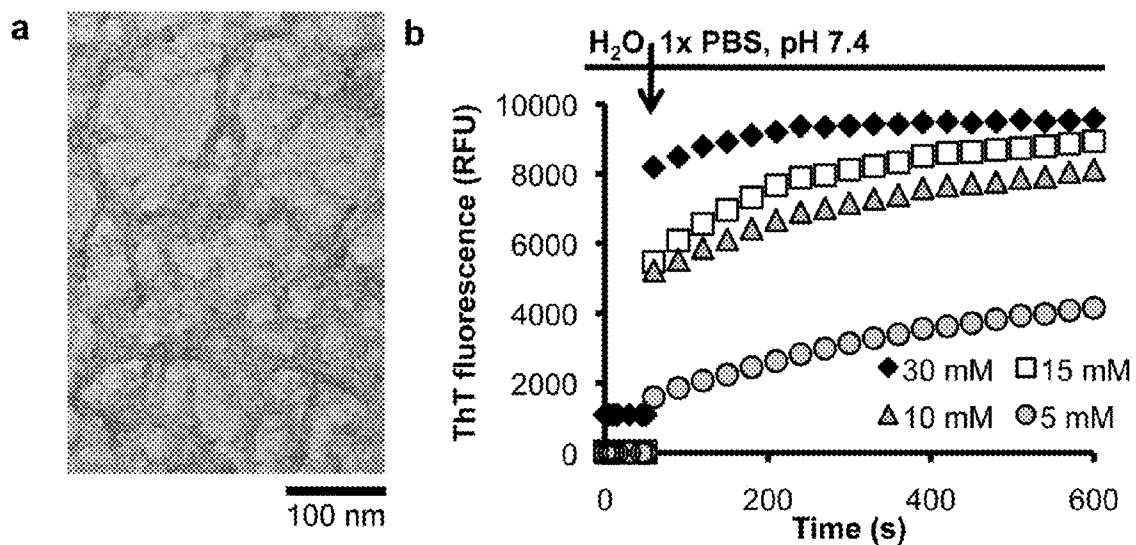 a
100 nm
b
H₂O 1x PBS, pH 7.4
ThT fluorescence (RFU)
10000
8000
6000
4000
2000
0
0 200 400 600
Time (s)
30 mM 15 mM
10 mM 5 mM